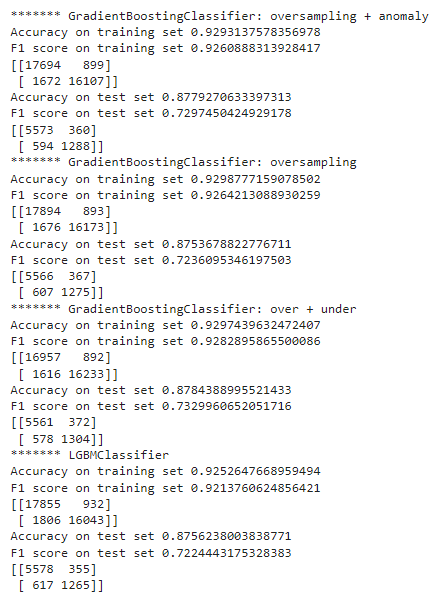 ******* GradientBoostingClassifier: oversampling + anomaly
Accuracy on training set 0.9293137578356978
F1 score on training set 0.9260888313928417
[[17694   899]
 [ 1672 16107]]
Accuracy on test set 0.8779270633397313
F1 score on test set 0.7297450424929178
[[5573  360]
 [ 594 1288]]
******* GradientBoostingClassifier: oversampling
Accuracy on training set 0.9298777159078502
F1 score on training set 0.9264213088930259
[[17894   893]
 [ 1676 16173]]
Accuracy on test set 0.8753678822776711
F1 score on test set 0.7236095346197503
[[5566  367]
 [ 607 1275]]
******* GradientBoostingClassifier: over + under
Accuracy on training set 0.9297439632472407
F1 score on training set 0.9282895865500086
[[16957   892]
 [ 1616 16233]]
Accuracy on test set 0.8784388995521433
F1 score on test set 0.7329960652051716
[[5561  372]
 [ 578 1304]]
******* LGBMClassifier
Accuracy on training set 0.9252647668959494
F1 score on training set 0.9213760624856421
[[17855   932]
 [ 1806 16043]]
Accuracy on test set 0.8756238003838771
F1 score on test set 0.7224443175328383
[[5578  355]
 [ 617 1265]]